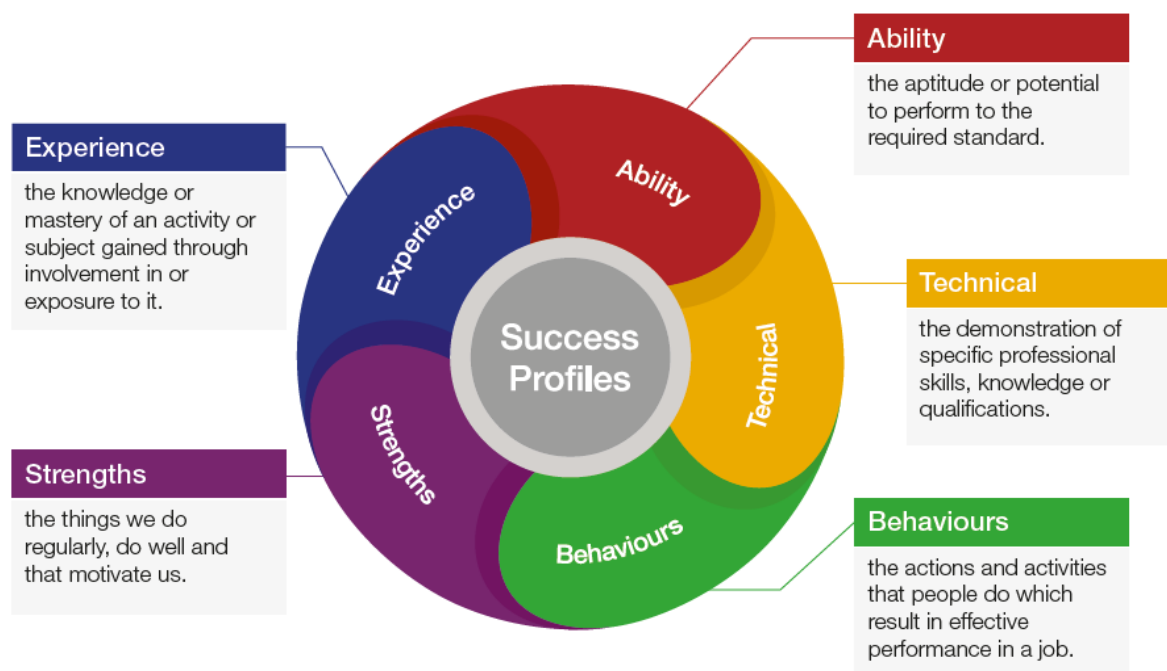 Ability
the aptitude or potential
to perform to the
required standard.
Experience
the knowledge or
mastery of an activity or
subject gained through
involvement in or
exposure to it.
Technical
the demonstration of
specific professional
skills, knowledge or
qualifications.
Strengths
the things we do
regularly, do well and
that motivate us.
Behaviours
the actions and activities
that people do which
result in effective
performance in a job.
Success
Profiles
Ability
Technical
Behaviours
Strengths
Experience